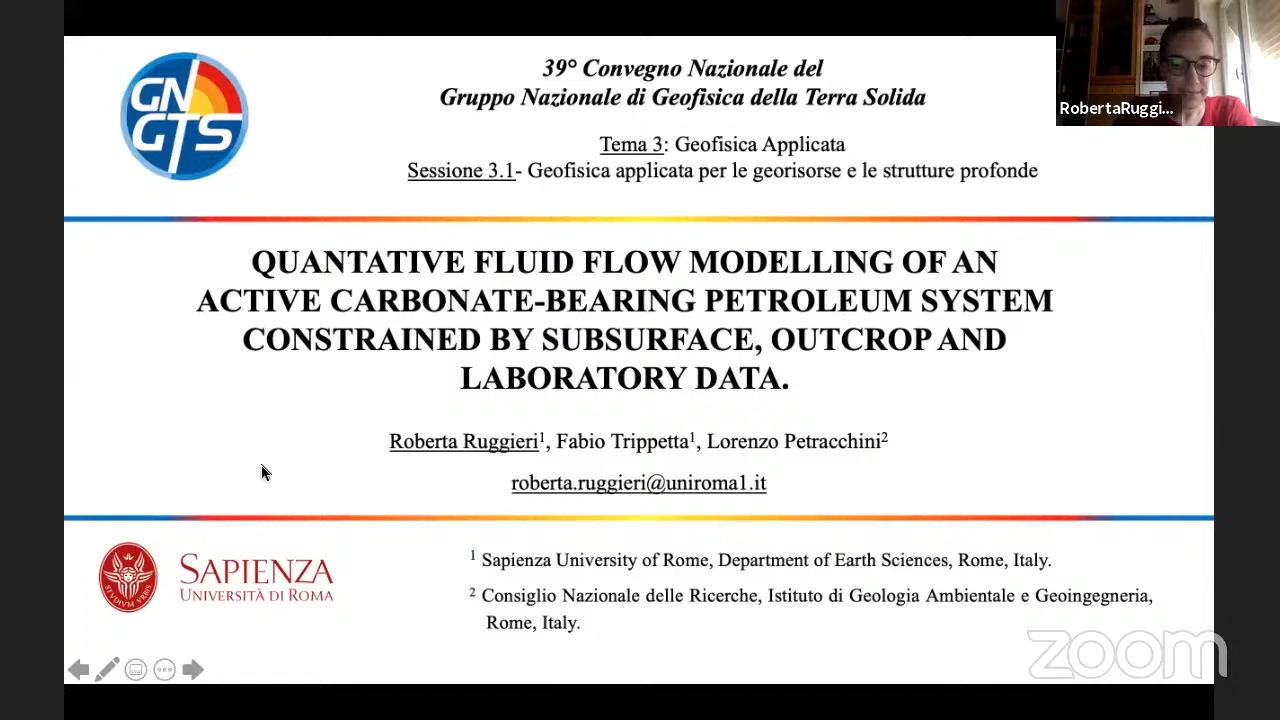 GN
GTS
39° Convegno Nazionale del
Gruppo Nazionale di Geofisica della Terra Solida
RobertaRuggi...
Tema 3: Geofisica Applicata
Sessione 3.1- Geofisica applicata per le georisorse e le strutture profonde
QUANTATIVE FLUID FLOW MODELLING OF AN
ACTIVE CARBONATE-BEARING PETROLEUM SYSTEM
CONSTRAINED BY SUBSURFACE, OUTCROP AND
LABORATORY DATA.
Roberta Ruggieri¹, Fabio Trippetta¹, Lorenzo Petracchini²
roberta.ruggieri@uniroma1.it
STVDIVM VRBIS
SAPIENZA
UNIVERSITÀ DI ROMA
¹ Sapienza University of Rome, Department of Earth Sciences, Rome, Italy.
² Consiglio Nazionale delle Ricerche, Istituto di Geologia Ambientale e Geoingegneria,
Rome, Italy.
zoom